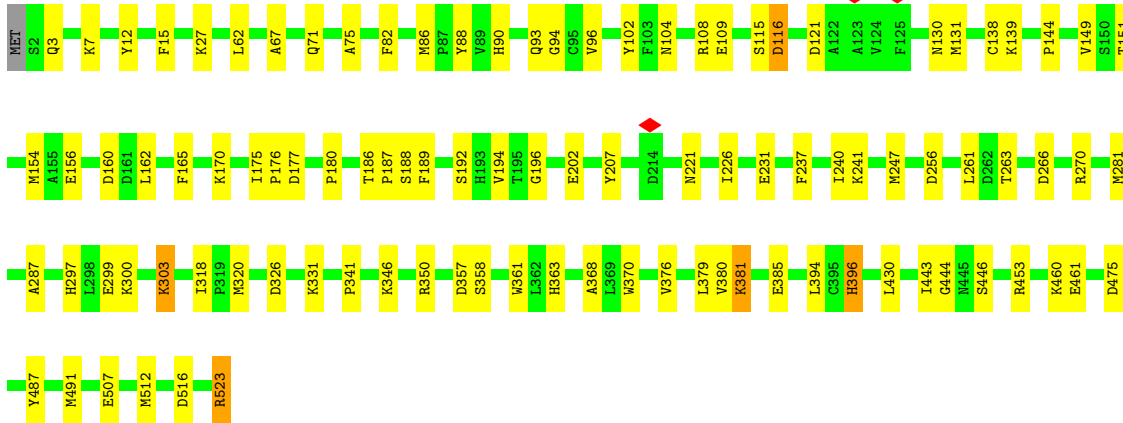 MET S2 Q3 K7 Y12 F15 K27 L62 A67 Q71 A75 F82 M86 P87 Y88 V89 H90 Q93 G94 C95 V96 Y102 F103 N104 R108 E109 S115 D116 D121 A122 A123 V124 F125 N130 M131 C138 K139 P144 V149 S150 T151
M154 A155 E156 D160 D161 L162 F165 K170 I175 P176 D177 P180 T186 P187 S188 F189 S192 H193 V194 T195 G196 E202 Y207 D214 N221 I226 E231 F237 I240 K241 M247 D256 L261 D262 T263 D266 R270 M281
A287 H297 L298 E299 K300 K303 I318 P319 M320 D326 K331 P341 K346 R350 D357 S358 W361 L362 H363 A368 L369 W370 V376 L379 V380 K381 E385 L394 C395 H396 L430 I443 G444 N445 S446 R453 K460 E461 D475
Y487 M491 E507 M512 D516 R523